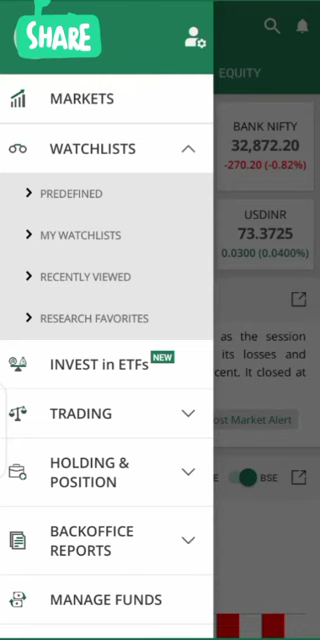 SHARE
EQUITY
MARKETS
BANK NIFTY
32,872.20
-270.20 (-0.82%)
WATCHLISTS
PREDEFINED
USDINR
73.3725
0.0300 (0.0400%)
MY WATCHLISTS
RECENTLY VIEWED
RESEARCH FAVORITES
as the session
its losses and
cent. It closed at
INVEST in ETFs NEW
TRADING
ost Market Alert
HOLDING &
POSITION
E BSE
BACKOFFICE
REPORTS
MANAGE FUNDS